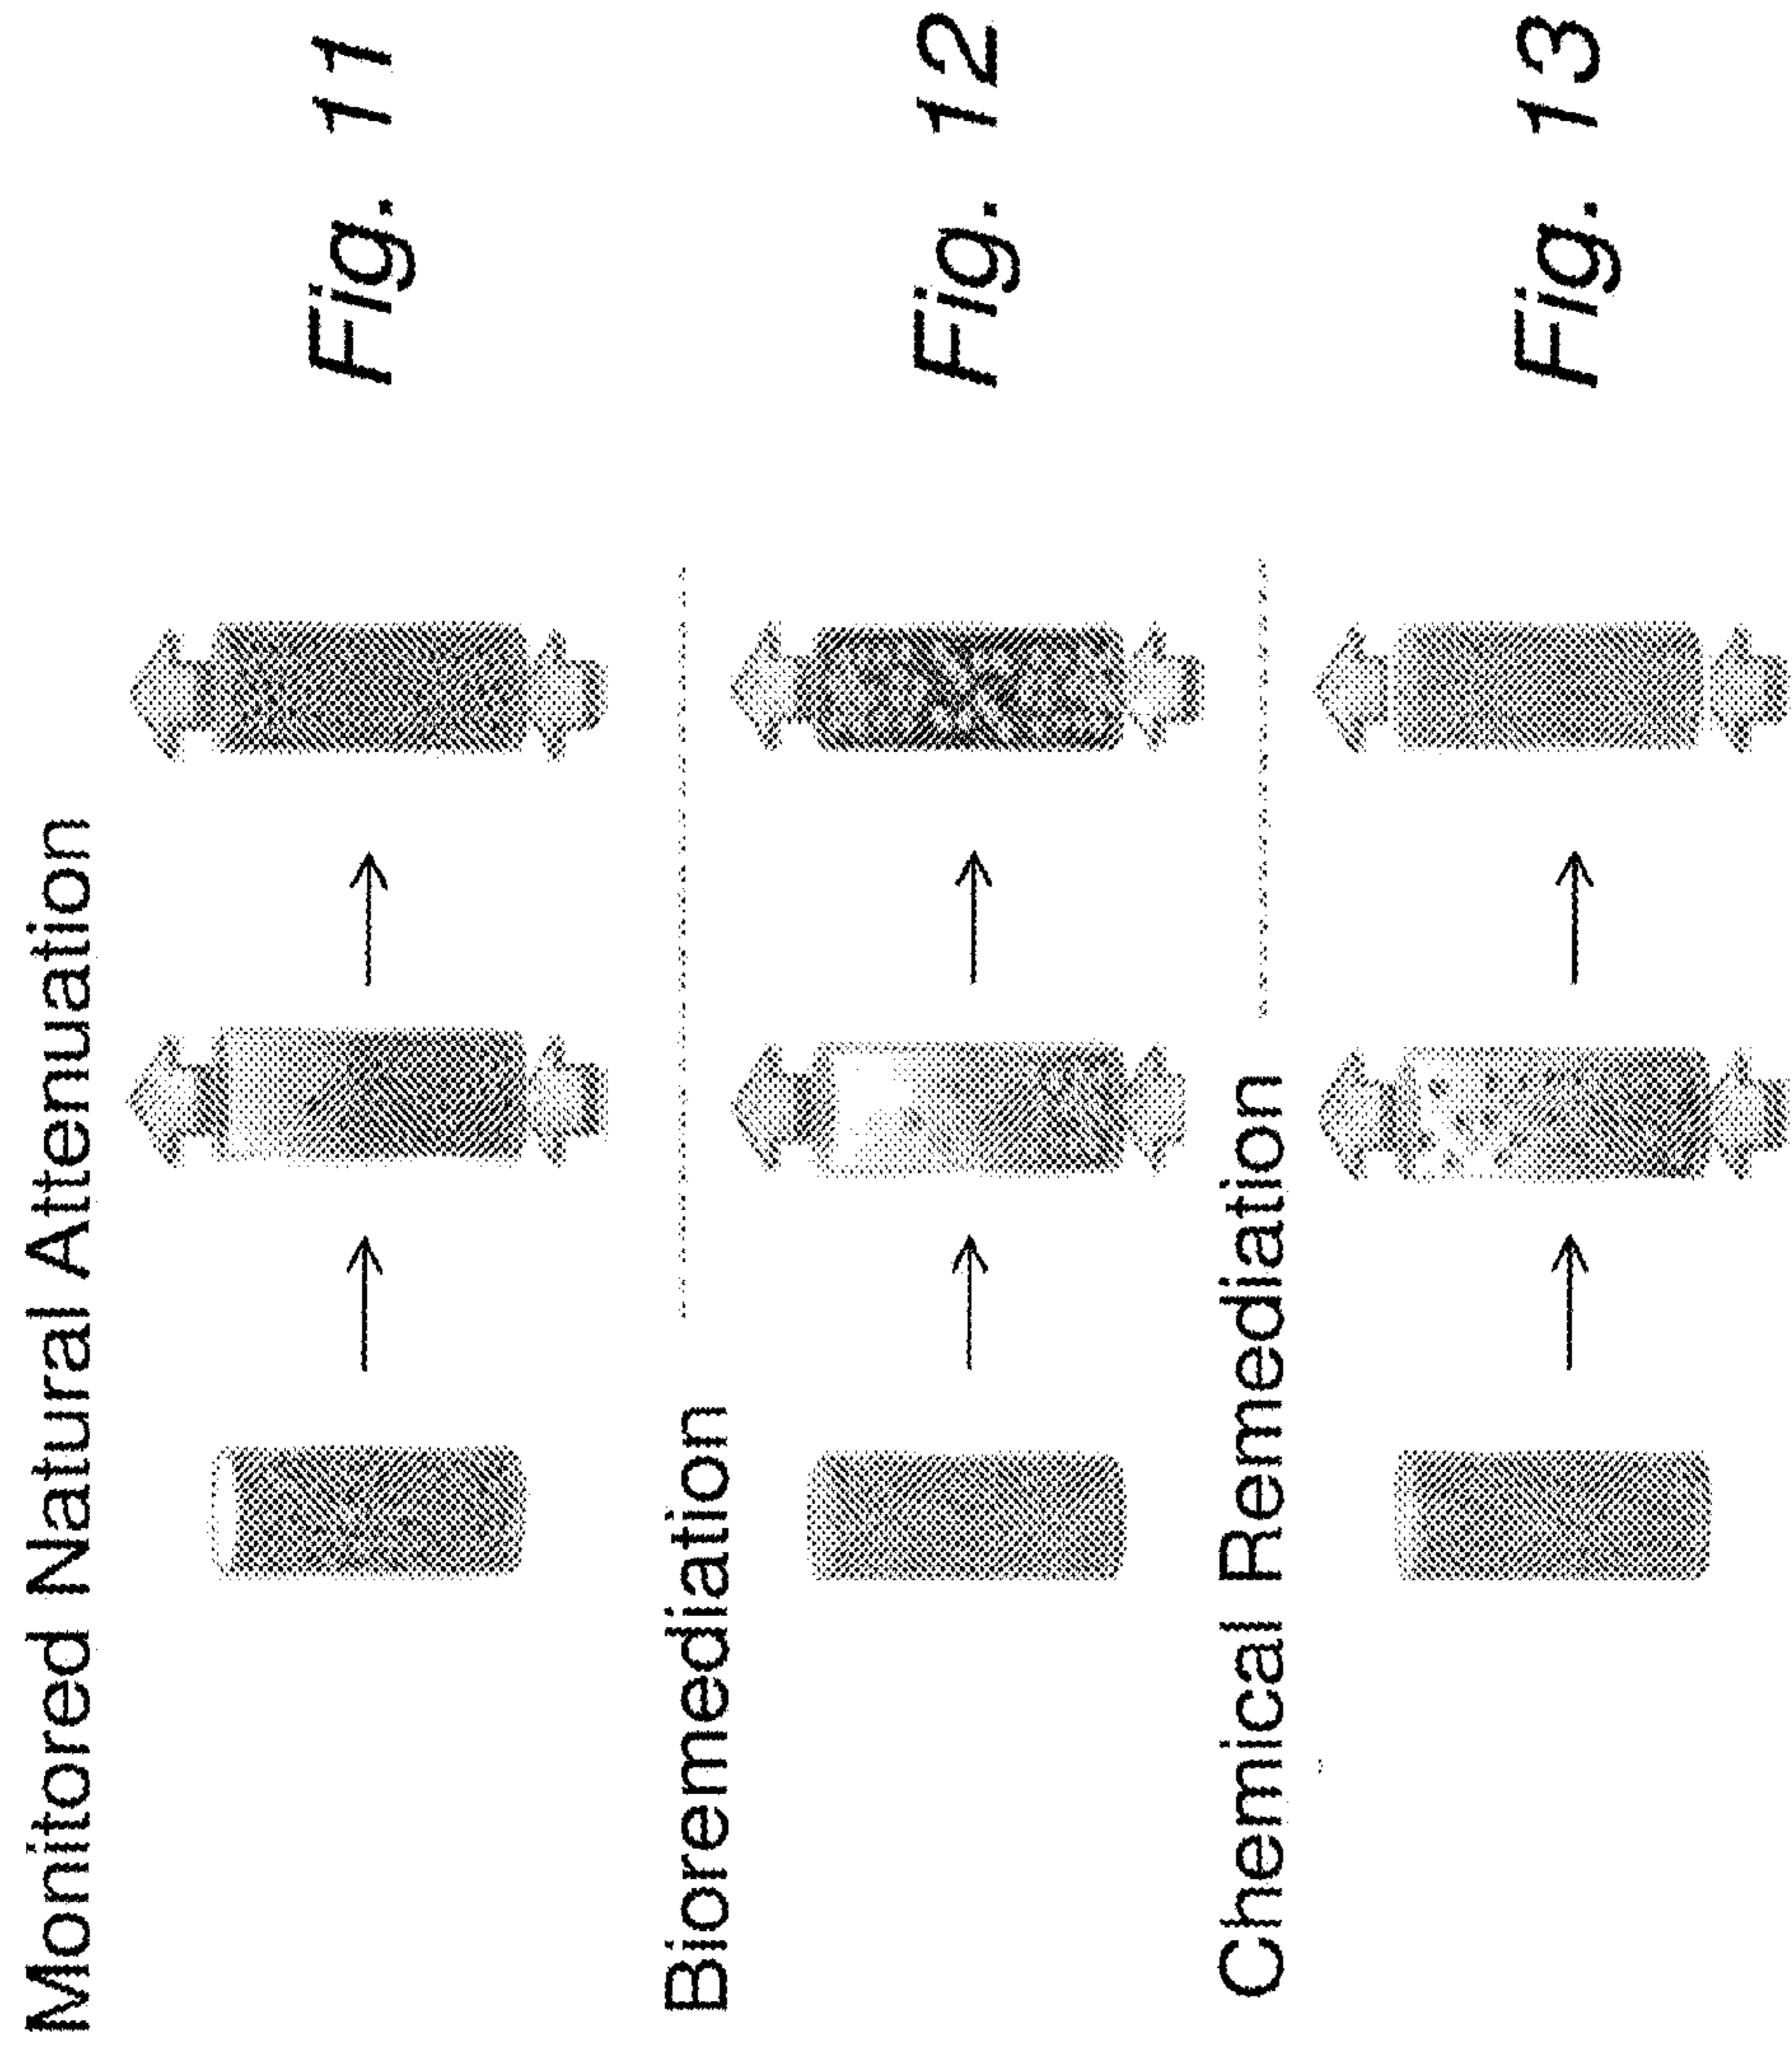 Monitored Natural Attenuation
Fig. 11
Bioremediation
Fig. 12
Chemical Remediation
Fig. 13